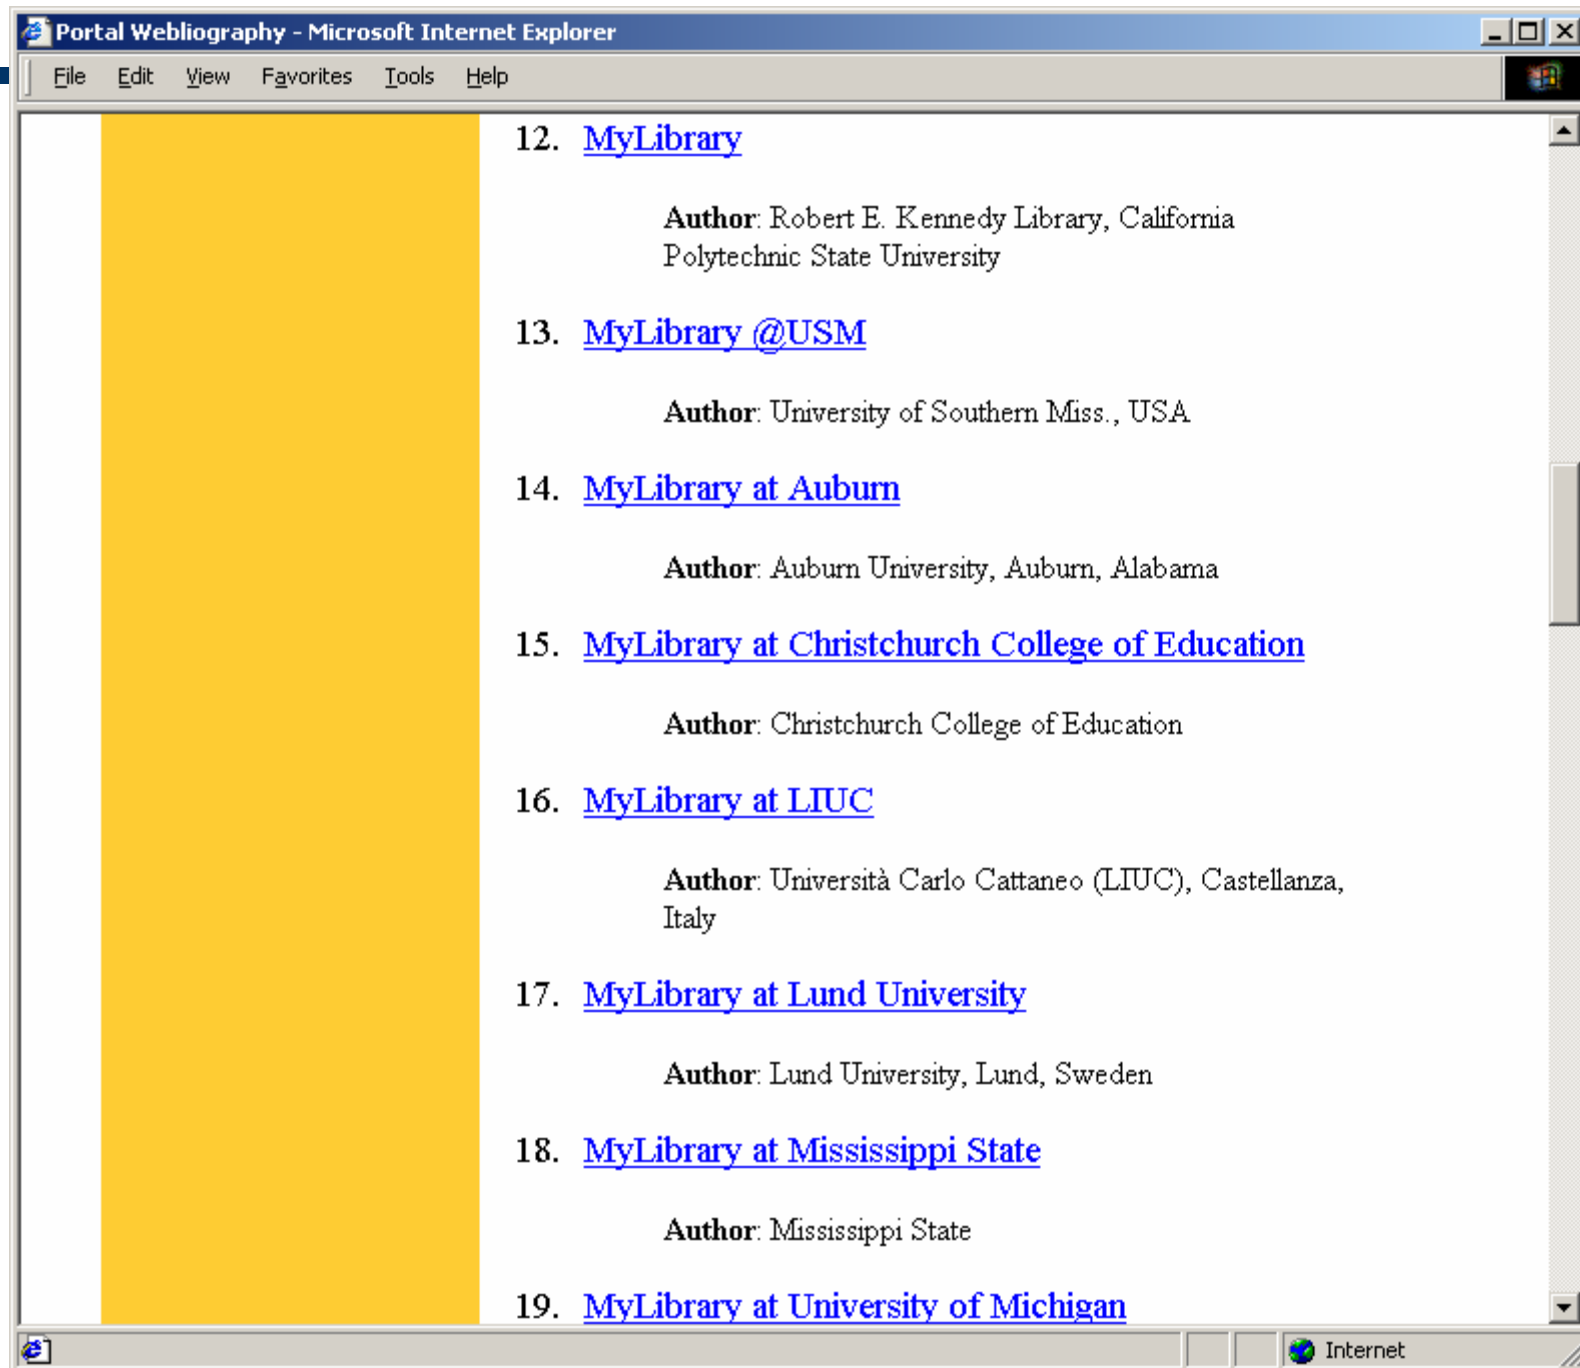 Portal Webliography - Microsoft Internet Explorer
File Edit View Favorites Tools Help
12. MyLibrary
Author: Robert E. Kennedy Library, California
Polytechnic State University
13. MyLibrary @USM
Author: University of Southern Miss., USA
14. MyLibrary at Auburn
Author: Auburn University, Auburn, Alabama
15. MyLibrary at Christchurch College of Education
Author: Christchurch College of Education
16. MyLibrary at LIUC
Author: Università Carlo Cattaneo (LIUC), Castellanza,
Italy
17. MyLibrary at Lund University
Author: Lund University, Lund, Sweden
18. MyLibrary at Mississippi State
Author: Mississippi State
19. MyLibrary at University of Michigan
Internet